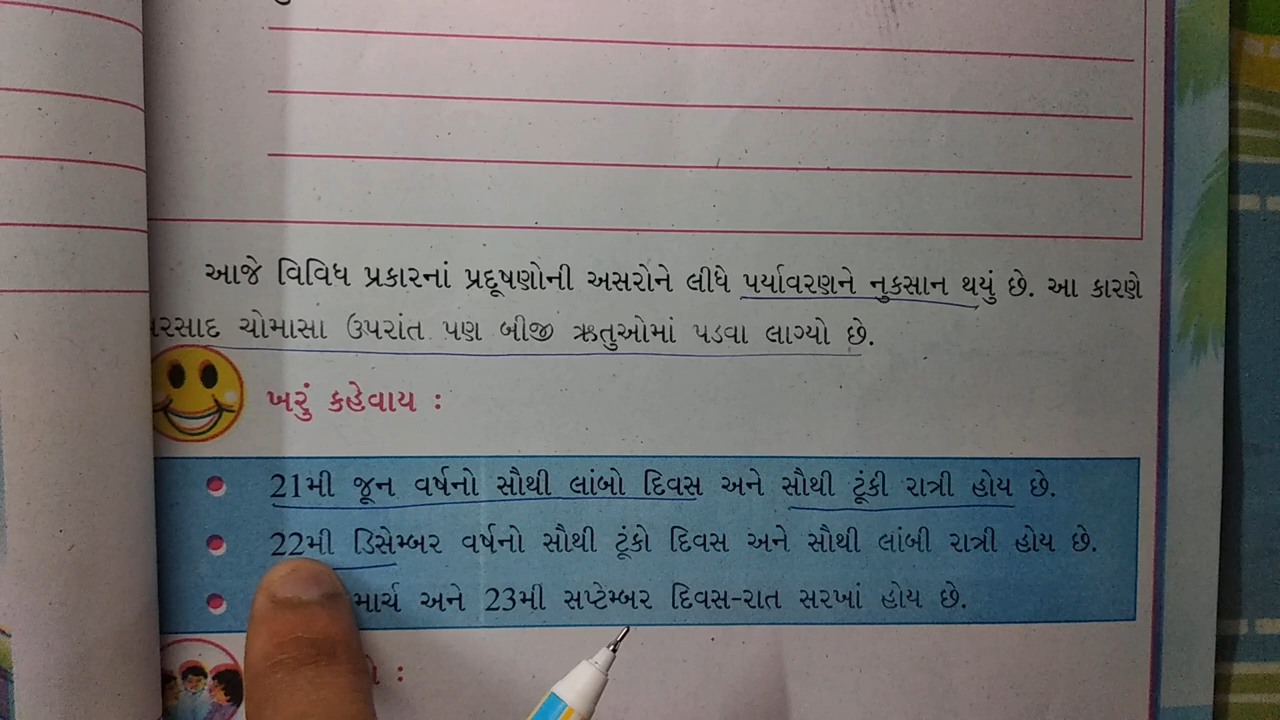 આજે વિવિધ પ્રકારનાં પ્રદૂષણોની અસરોને લીધે પર્યાવરણને નુકસાન થયું છે. આ કારણે
ચોમાસા ઉપરાંત પણ બીજી ઋતુઓમાં પડવા લાગ્યો છે.
ખરું કહેવાય :
21મી જૂન વર્ષનો સૌથી લાંબો દિવસ અને સૌથી ટૂંકી રાત્રી હોય છે.
22મી ડિસેમ્બર વર્ષનો સૌથી ટૂંકો દિવસ અને સૌથી લાંબી રાત્રી હોય છે.
માર્ચ અને 23મી સપ્ટેમ્બર દિવસ-રાત સરખાં હોય છે.